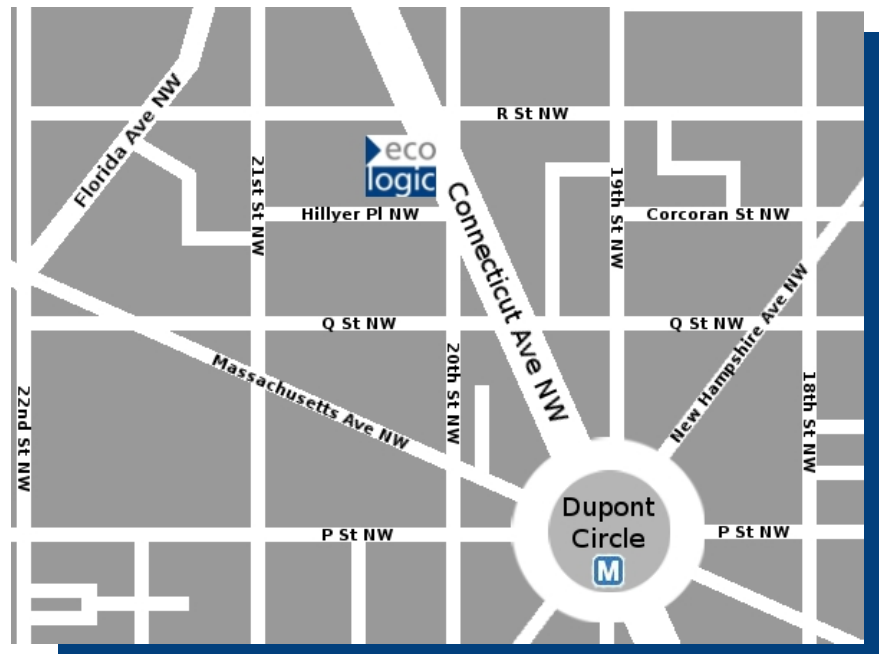 R St NW
Florida Ave NW
21st St NW
eco
logic
Connecticut Ave NW
19th St NW
Hillyer Pl NW
Corcoran St NW
Q St NW
Q St NW
New Hampshire Ave NW
Massachusetts Ave NW
20th St NW
22nd St NW
18th St NW
Dupont
Circle
M
P St NW
P St NW